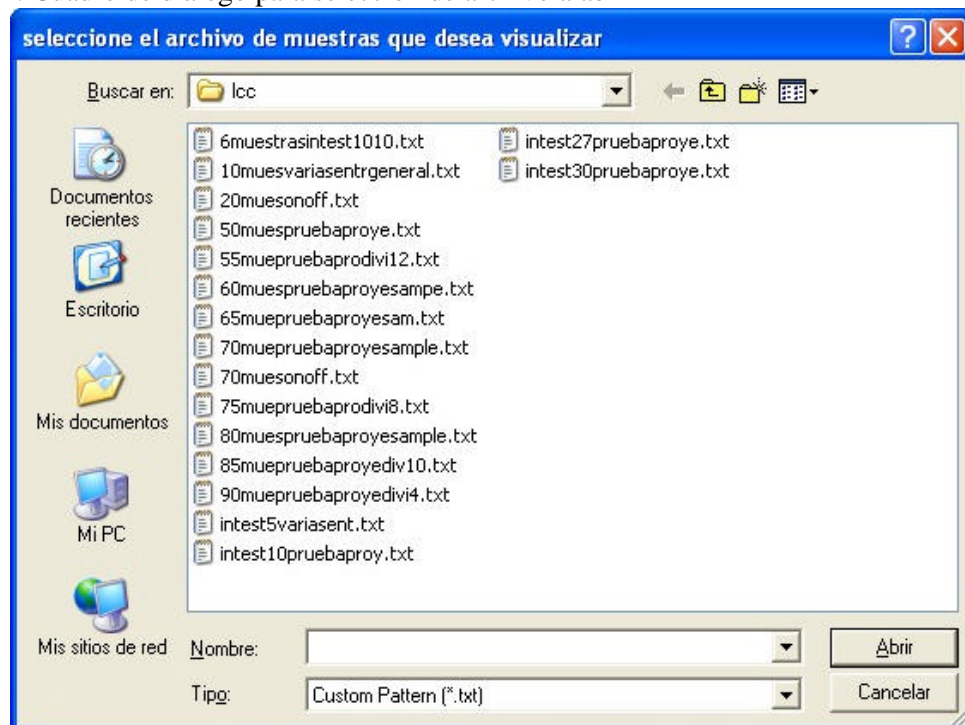 seleccione el archivo de muestras que desea visualizar
Buscar en: lcc
Documentos recientes
Escritorio
Mis documentos
Mi PC
Mis sitios de red
6muestrasintest1010.txt
10muesvariasentrgeneral.txt
20muesonoff.txt
50muespruebaproye.txt
55muepruebaprodivi12.txt
60muespruebaproyesampe.txt
65muepruebaproyesam.txt
70muepruebaproyesample.txt
70muesonoff.txt
75muepruebaprodivi8.txt
80muespruebaproyesample.txt
85muepruebaproyediv10.txt
90muepruebaproyedivi4.txt
intest5variasent.txt
intest10pruebaproy.txt
intest27pruebaproye.txt
intest30pruebaproye.txt
Nombre:
Abrir
Tipo: Custom Pattern (*.txt)
Cancelar